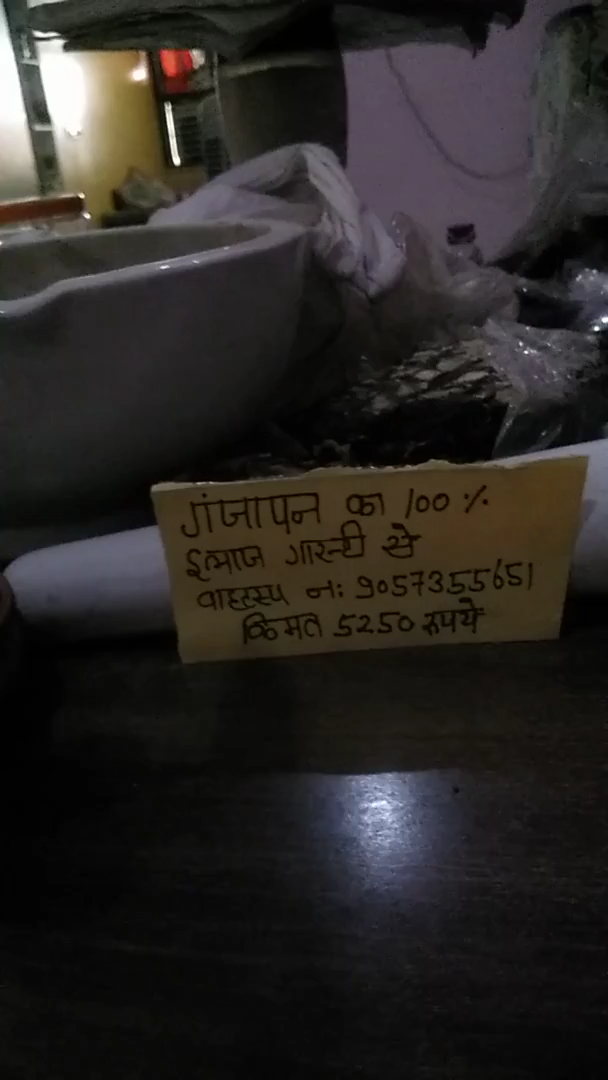 गंजापन का 100 %
इलाज गारन्टी से
वाहटसप नः 9057355651
किमत 5250 रूपये